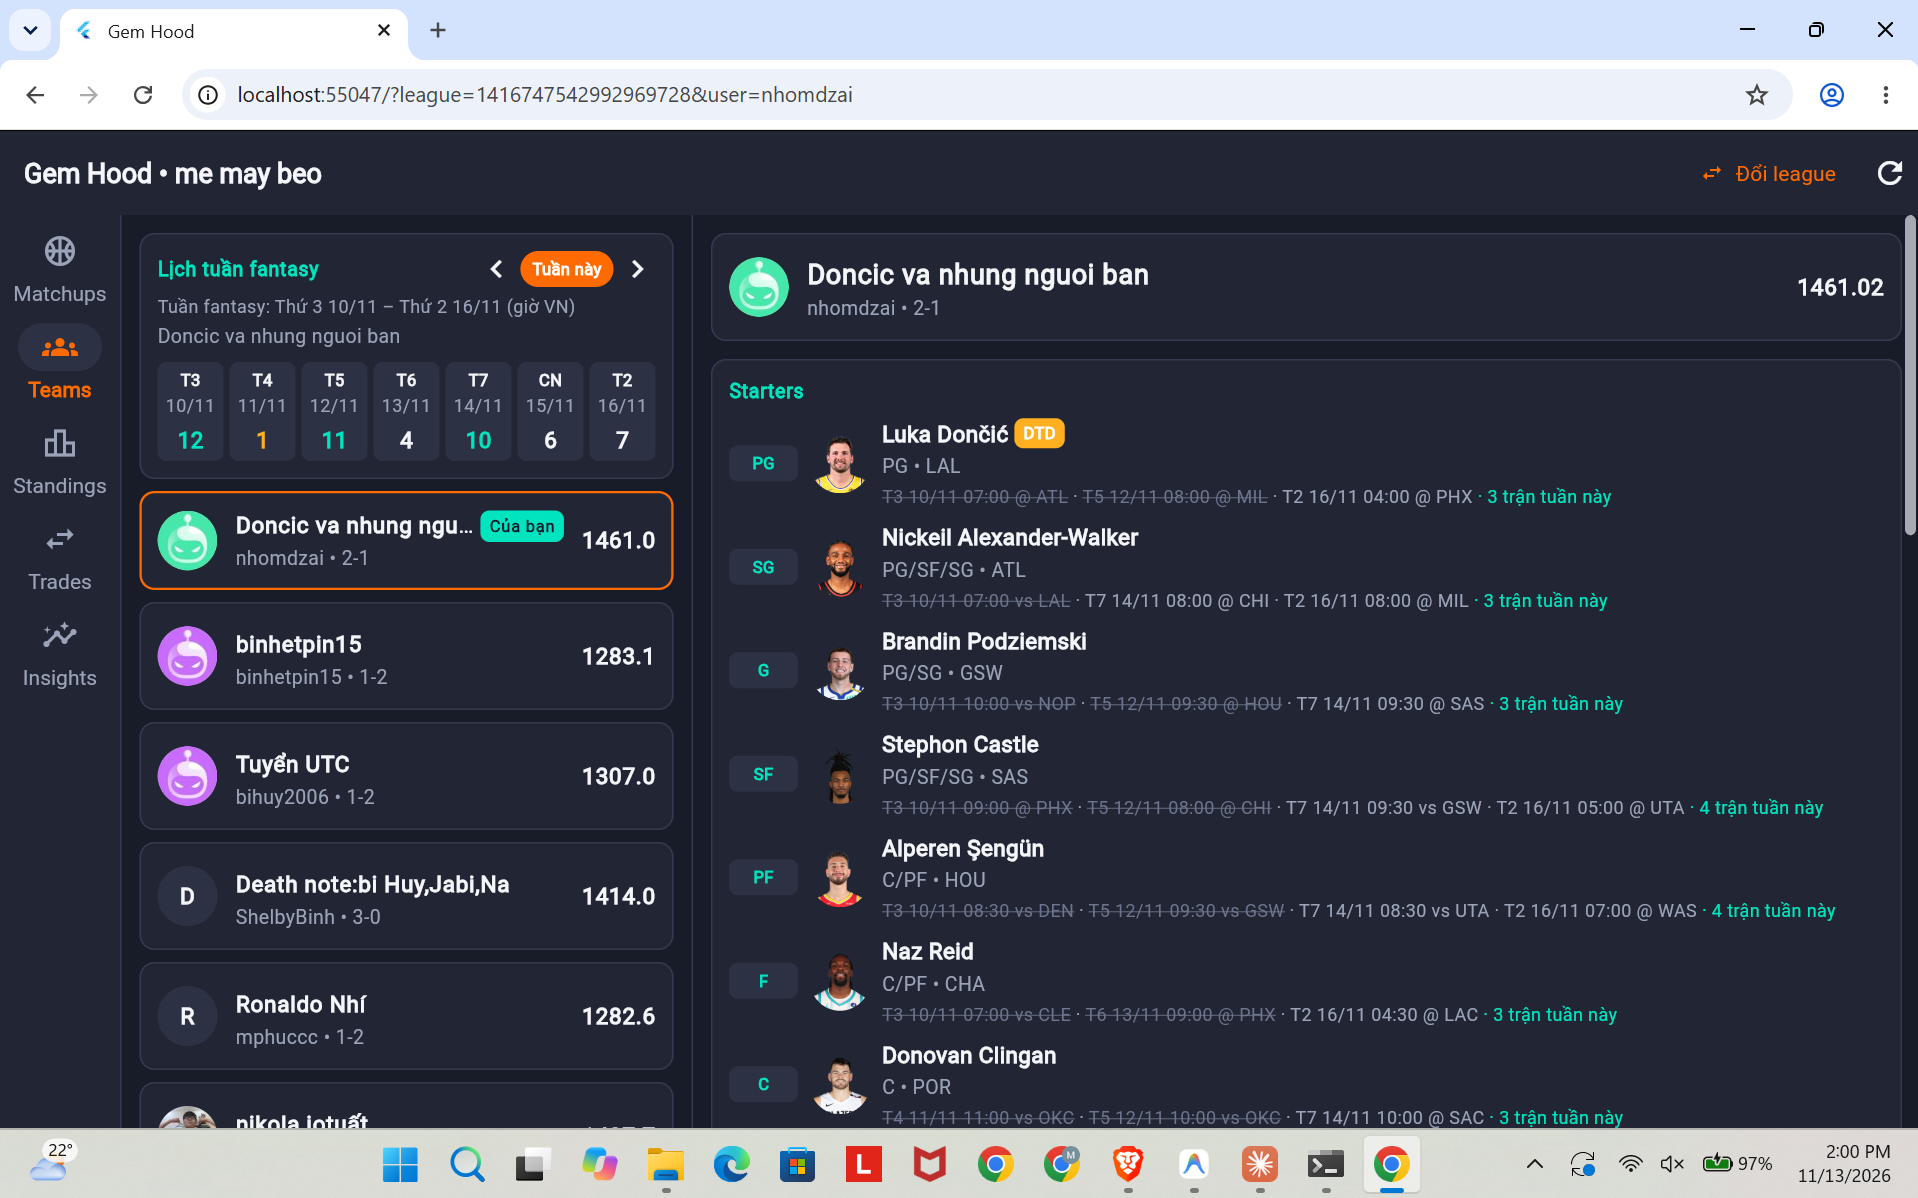 Gem Hood
localhost:55047/?league=1416747542992969728&user=nhomdzai
Gem Hood • me may beo
Đổi league
Matchups
Teams
Standings
Trades
Insights
Lịch tuần fantasy
Tuần này
Tuần fantasy: Thứ 3 10/11 – Thứ 2 16/11 (giờ VN)
Doncic va nhung nguoi ban
T3 T4 T5 T6 T7 CN T2
10/11 11/11 12/11 13/11 14/11 15/11 16/11
12 1 11 4 10 6 7
Doncic va nhung ngu... Của bạn 1461.0
nhomdzai • 2-1
binhetpin15 1283.1
binhetpin15 • 1-2
Tuyển UTC 1307.0
bihuy2006 • 1-2
D Death note:bi Huy,Jabi,Na 1414.0
ShelbyBinh • 3-0
R Ronaldo Nhí 1282.6
mphuccc • 1-2
nikola jotuất
Doncic va nhung nguoi ban 1461.02
nhomdzai • 2-1
Starters
PG Luka Dončić DTD
PG • LAL
T3 10/11 07:00 @ ATL · T5 12/11 08:00 @ MIL · T2 16/11 04:00 @ PHX · 3 trận tuần này
SG Nickeil Alexander-Walker
PG/SF/SG • ATL
T3 10/11 07:00 vs LAL · T7 14/11 08:00 @ CHI · T2 16/11 08:00 @ MIL · 3 trận tuần này
G Brandin Podziemski
PG/SG • GSW
T3 10/11 10:00 vs NOP · T5 12/11 09:30 @ HOU · T7 14/11 09:30 @ SAS · 3 trận tuần này
SF Stephon Castle
PG/SF/SG • SAS
T3 10/11 09:00 @ PHX · T5 12/11 08:00 @ CHI · T7 14/11 09:30 vs GSW · T2 16/11 05:00 @ UTA · 4 trận tuần này
PF Alperen Şengün
C/PF • HOU
T3 10/11 08:30 vs DEN · T5 12/11 09:30 vs GSW · T7 14/11 08:30 vs UTA · T2 16/11 07:00 @ WAS · 4 trận tuần này
F Naz Reid
C/PF • CHA
T3 10/11 07:00 vs CLE · T6 13/11 09:00 @ PHX · T2 16/11 04:30 @ LAC · 3 trận tuần này
C Donovan Clingan
C • POR
T4 11/11 11:00 vs OKC · T5 12/11 10:00 vs OKC · T7 14/11 10:00 @ SAC · 3 trận tuần này
22°
L
M
97%
2:00 PM
11/13/2026